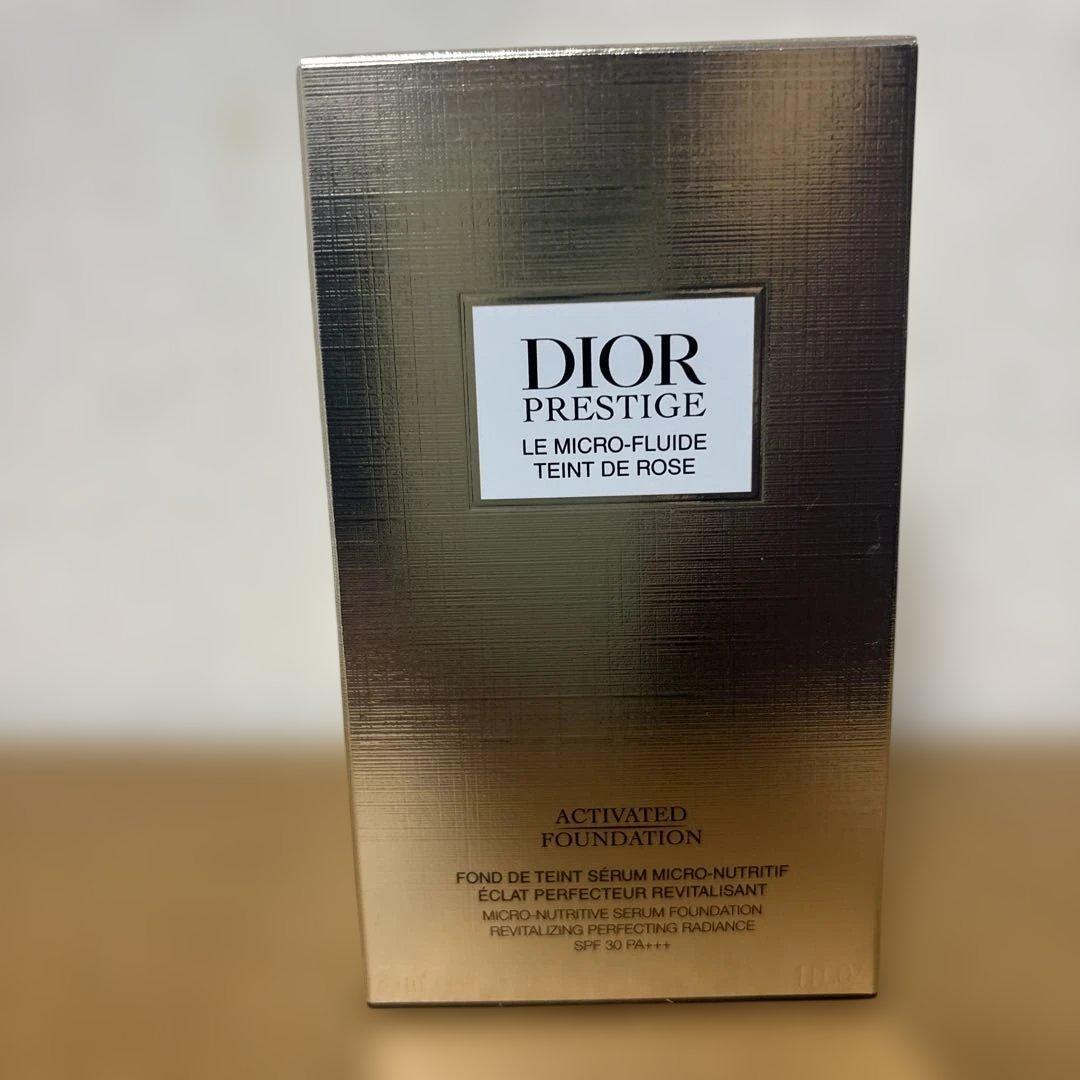 DIOR
PRESTIGE
LE MICRO-FLUIDE
TEINT DE ROSE
ACTIVATED
FOUNDATION
FOND DE TEINT SÉRUM MICRO-NUTRITIF
ÉCLAT PERFECTEUR REVITALISANT
MICRO-NUTRITIVE SERUM FOUNDATION
REVITALIZING PERFECTING RADIANCE
SPF 30 PA+++